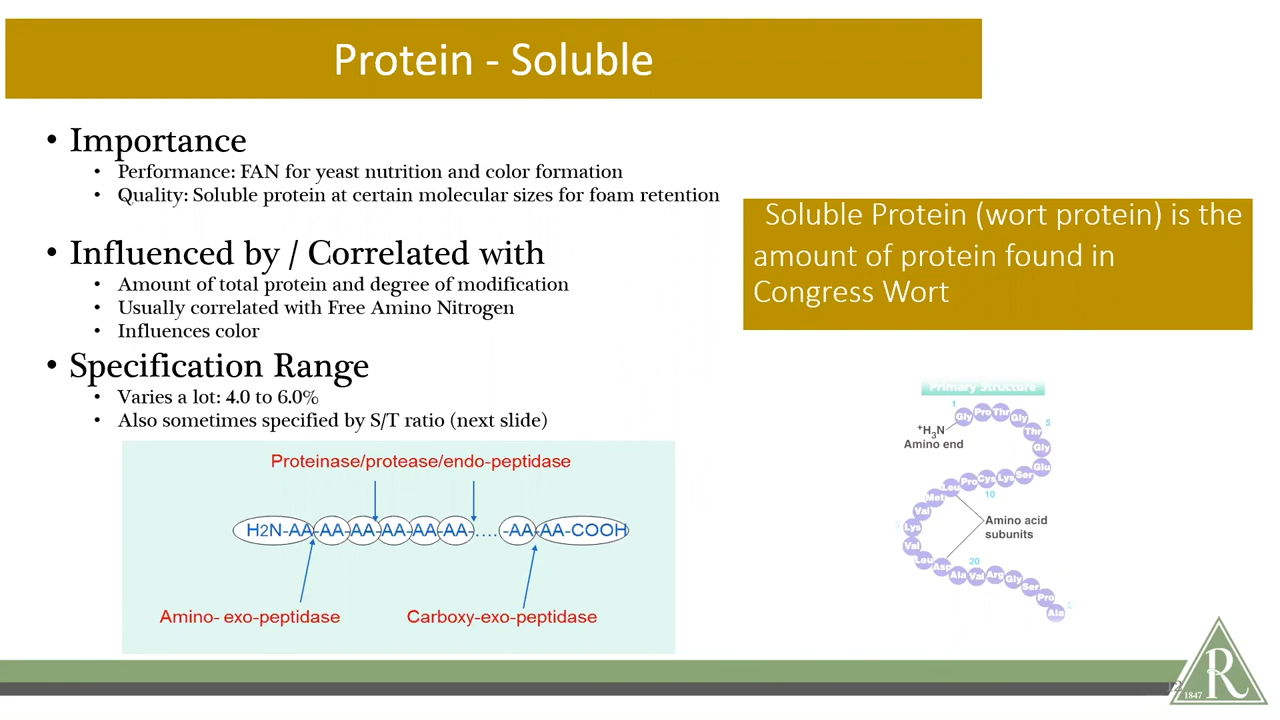 Protein - Soluble
• Importance
• Performance: FAN for yeast nutrition and color formation
• Quality: Soluble protein at certain molecular sizes for foam retention
• Influenced by / Correlated with
• Amount of total protein and degree of modification
• Usually correlated with Free Amino Nitrogen
• Influences color
• Specification Range
• Varies a lot: 4.0 to 6.0%
• Also sometimes specified by S/T ratio (next slide)
Soluble Protein (wort protein) is the
amount of protein found in
Congress Wort
Proteinase/protease/endo-peptidase
H2N-AA-AA-AA-AA-AA-AA-....-AA-AA-COOH
Amino- exo-peptidase
Carboxy-exo-peptidase
Primary Structure
1
Gly Pro Thr Gly
5
+H3N
Amino end
Thr
Gly
Glu
Leu Pro Cys Lys Ser
10
Met
Val
Lys
Val
Amino acid
subunits
Leu
Asp
20
Ala Val Arg Gly Ser
Pro
Ala
R
1847